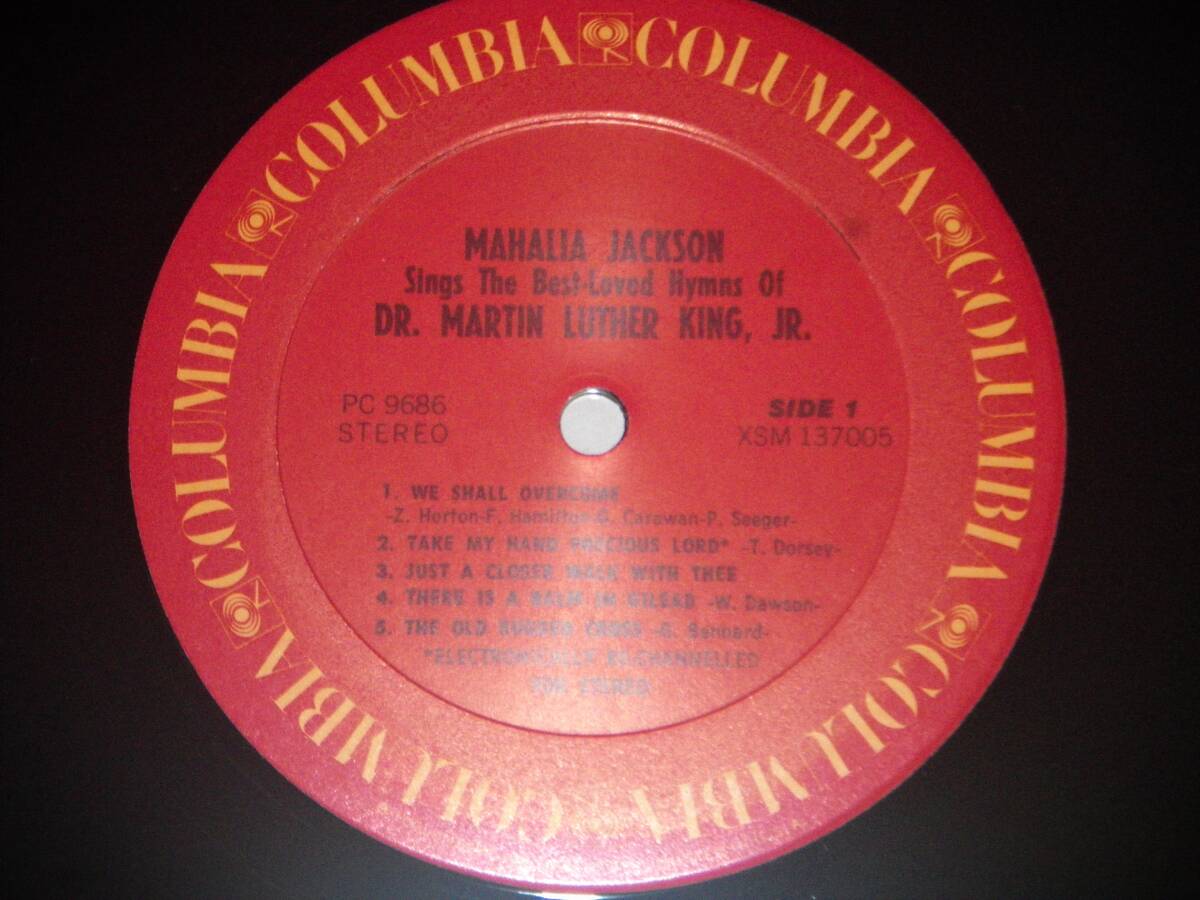 COLUMBIA COLUMBIA COLUMBIA COLUMBIA COLUMBIA COLUMBIA COLUMBIA
MAHALIA JACKSON
Sings The Best-Loved Hymns Of
DR. MARTIN LUTHER KING, JR.
PC 9686
STEREO
SIDE 1
XSM 137005
1. WE SHALL OVERCOME
-Z. Horton-F. Hamilton-G. Carawan-P. Seeger-
2. TAKE MY HAND PRECIOUS LORD* -T. Dorsey-
3. JUST A CLOSER WALK WITH THEE
4. THERE IS A BALM IN GILEAD -W. Dawson-
5. THE OLD RUGGED CROSS -G. Bennard-
*ELECTRONICALLY RE-CHANNELLED
FOR STEREO